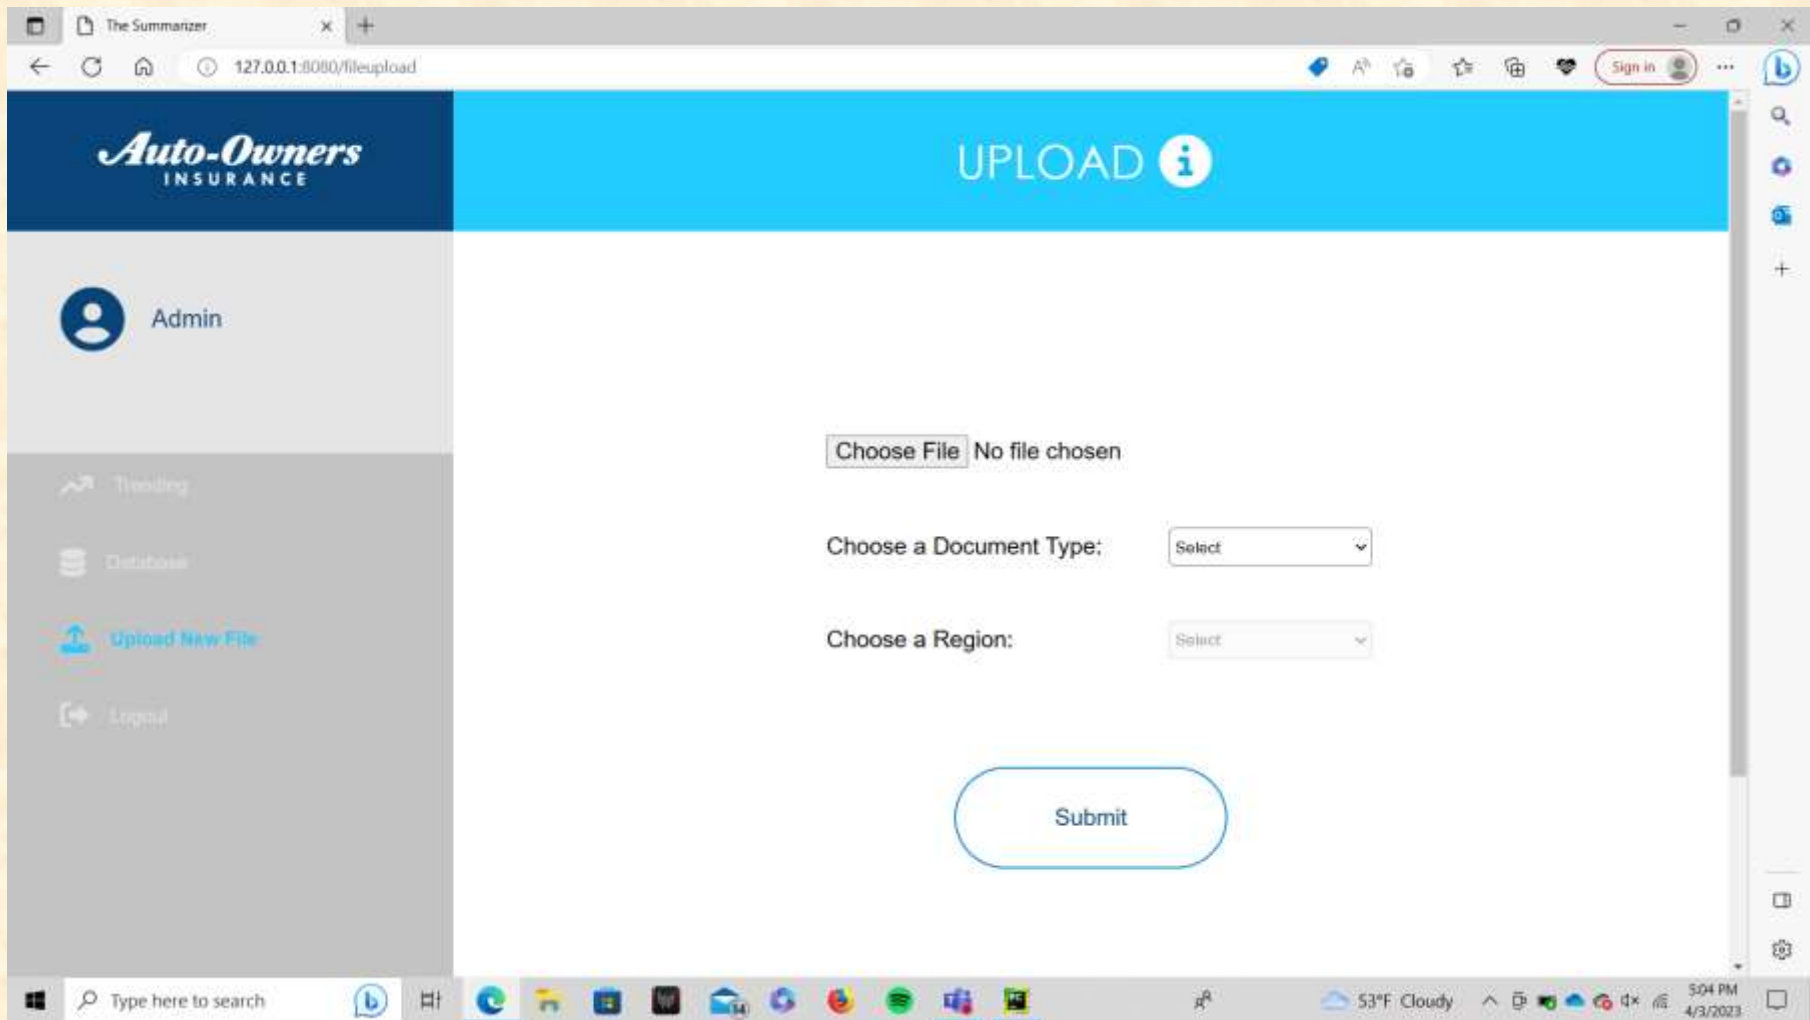 The Summarizer
127.0.0.1:8080/fileupload
Sign in
Auto-Owners
INSURANCE
UPLOAD i
Admin
Trending
Database
Upload New File
Logout
Choose File No file chosen
Choose a Document Type: Select
Choose a Region: Select
Submit
Type here to search
53°F Cloudy
5:04 PM
4/3/2023